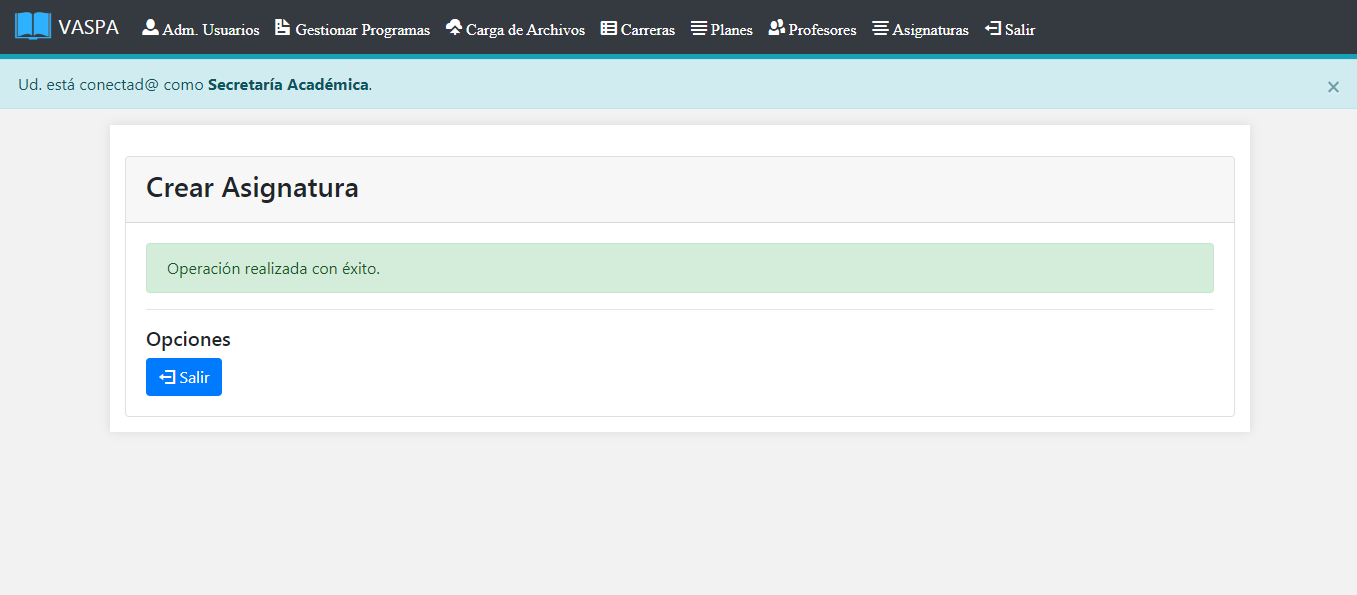 VASPA Adm. Usuarios Gestionar Programas Carga de Archivos Carreras Planes Profesores Asignaturas Salir
Ud. está conectad@ como Secretaría Académica. ×
Crear Asignatura
Operación realizada con éxito.
Opciones
Salir